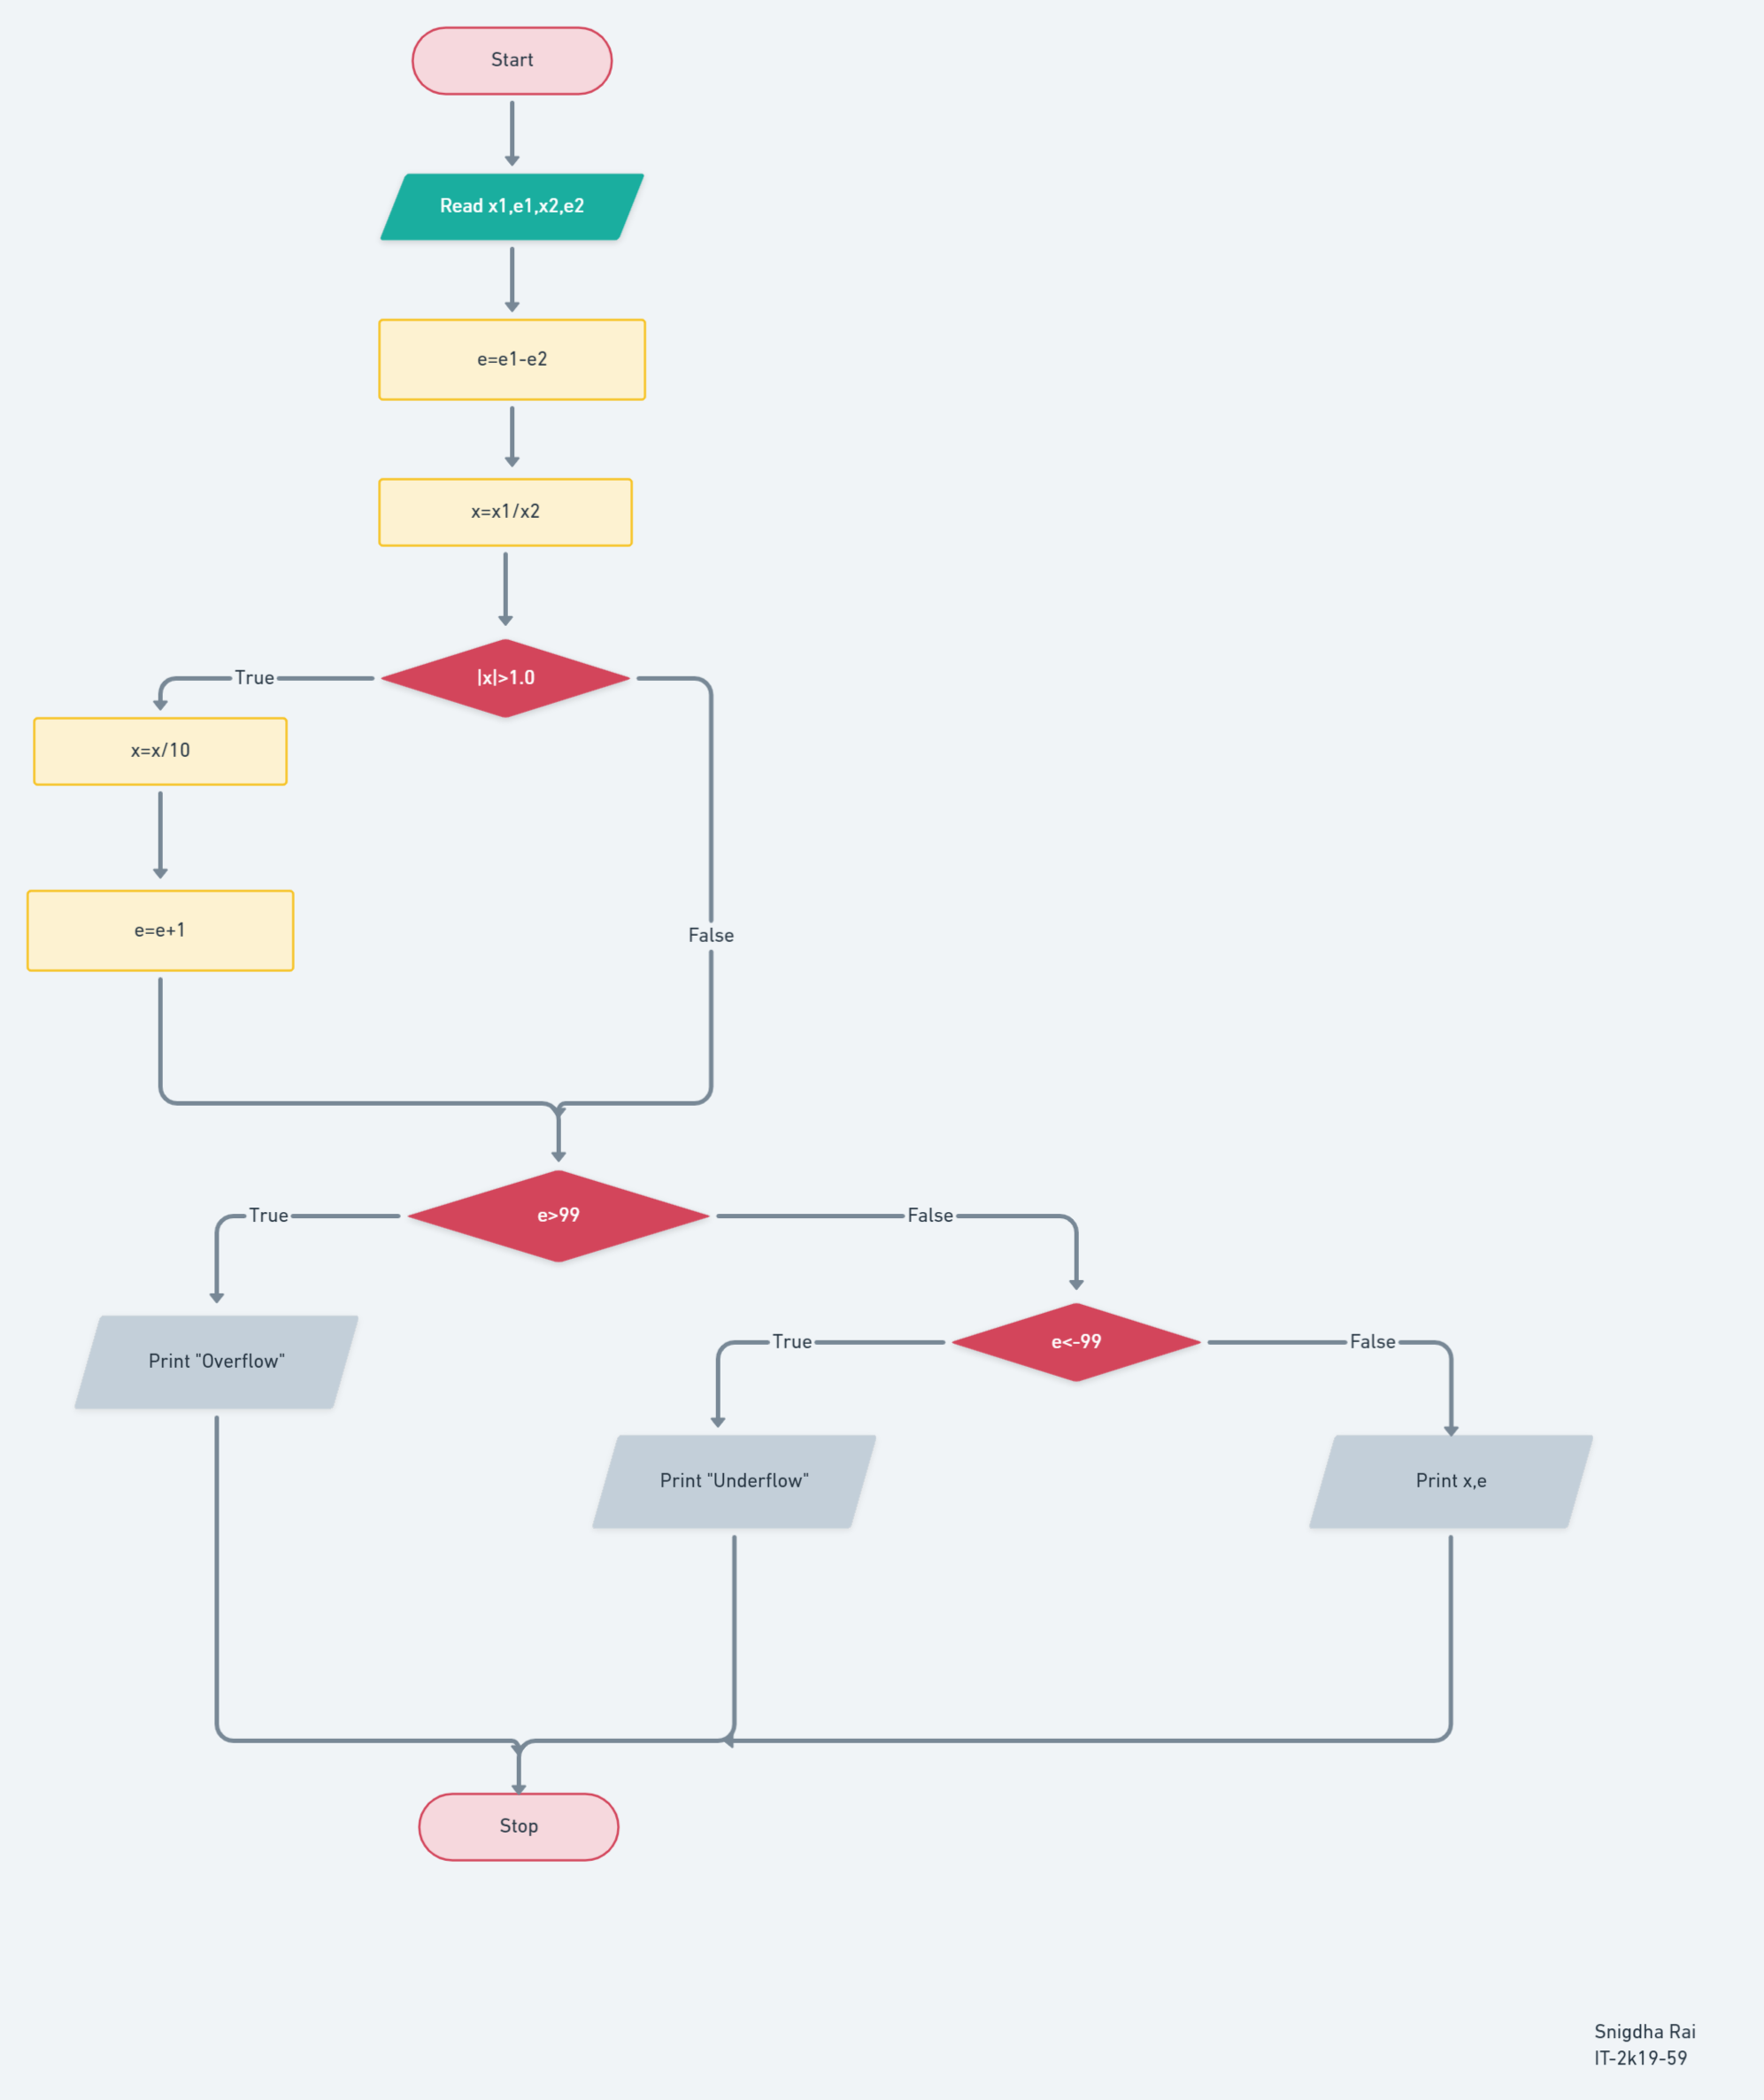 Start
Read x1,e1,x2,e2
e=e1-e2
x=x1/x2
|x|>1.0
True
x=x/10
e=e+1
False
e>99
True
False
e<-99
True
False
Print "Overflow"
Print "Underflow"
Print x,e
Stop
Snigdha Rai
IT-2k19-59